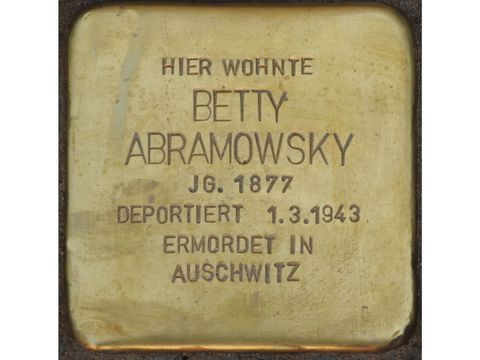 HIER WOHNTE
BETTY
ABRAMOWSKY
JG. 1877
DEPORTIERT 1.3.1943
ERMORDET IN
AUSCHWITZ